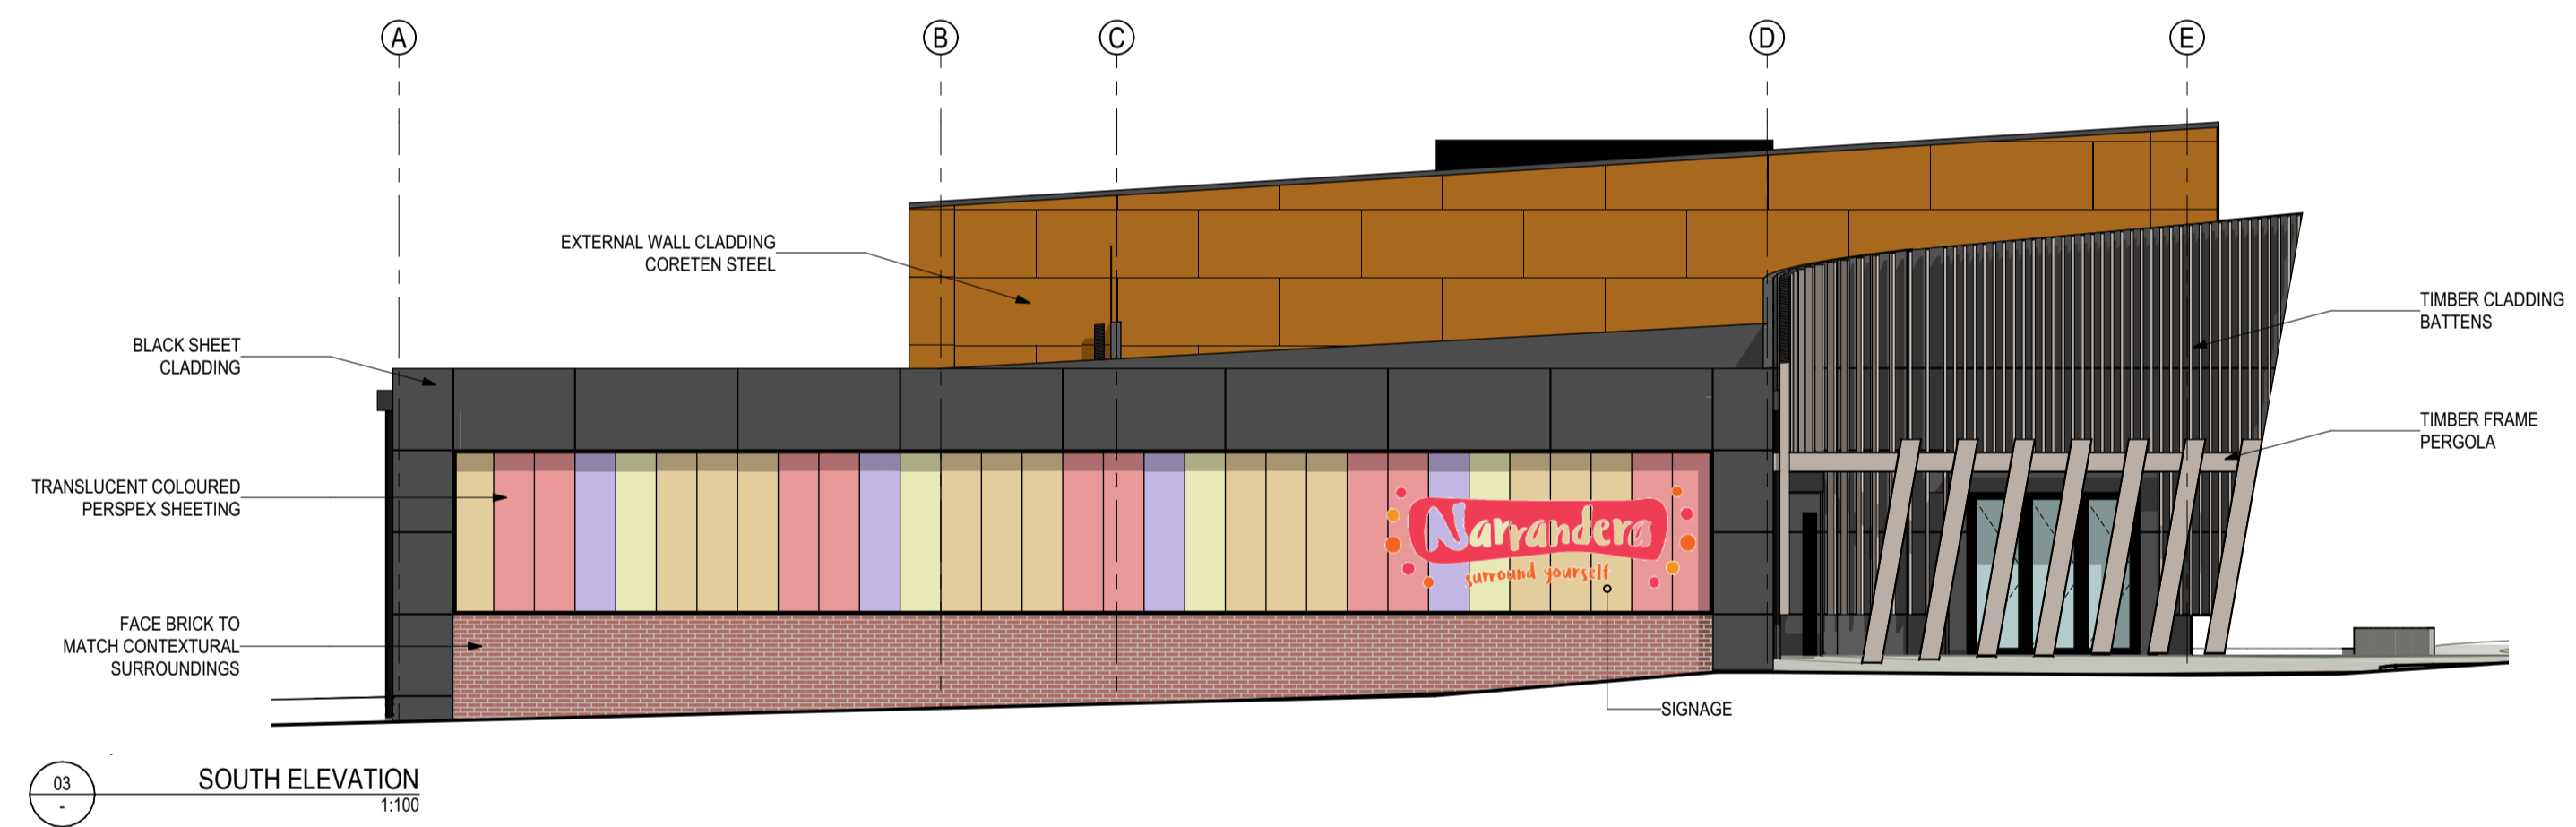 A
B
C
D
E
EXTERNAL WALL CLADDING
CORETEN STEEL
BLACK SHEET
CLADDING
TRANSLUCENT COLOURED
PERSPEX SHEETING
FACE BRICK TO
MATCH CONTEXTURAL
SURROUNDINGS
TIMBER CLADDING
BATTENS
TIMBER FRAME
PERGOLA
Narrandera
surround yourself
SIGNAGE
03
-
SOUTH ELEVATION
1:100